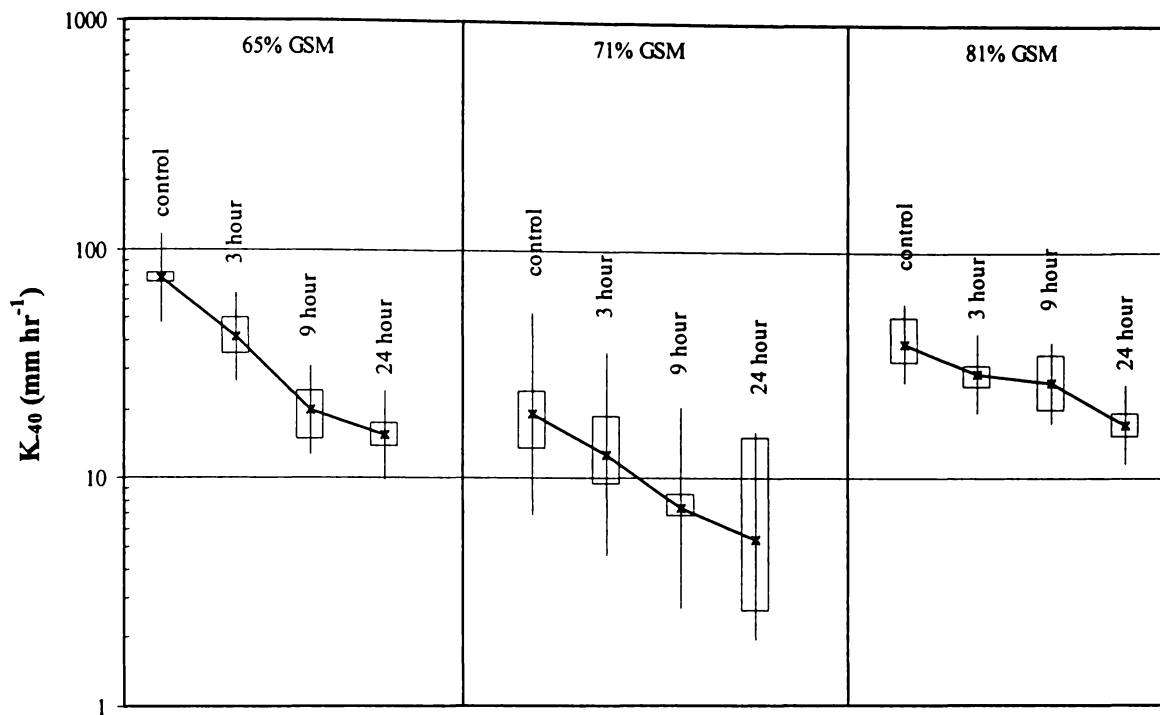 1000
100
10
1
K-40 (mm hr-1)
65% GSM
control
3 hour
9 hour
24 hour
71% GSM
control
3 hour
9 hour
24 hour
81% GSM
control
3 hour
9 hour
24 hour